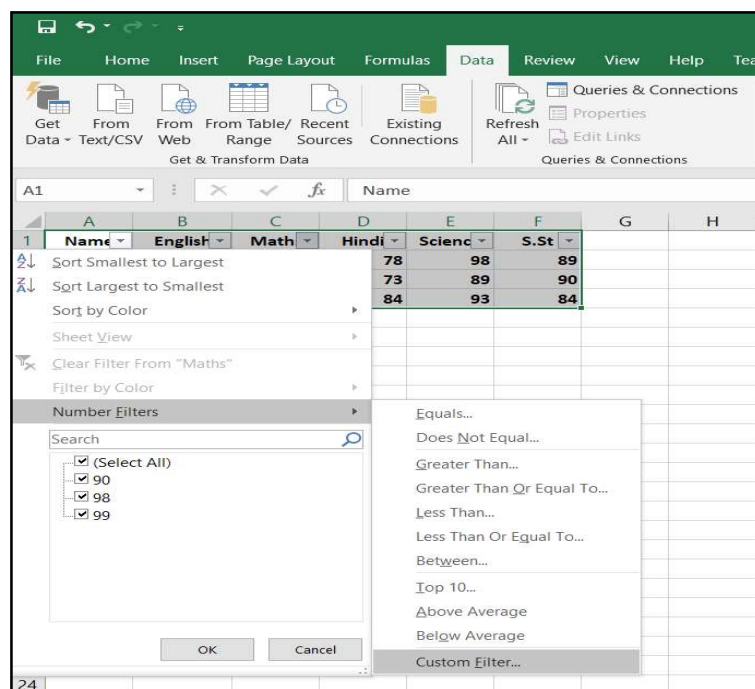 File Home Insert Page Layout Formulas Data Review View Help Tea
Get Data From Text/CSV From Web From Table/ Range Recent Sources Existing Connections Refresh All Queries & Connections
Properties
Edit Links
Get & Transform Data Queries & Connections
A1 fx Name
A B C D E F G H
1 Name English Math Hindi Scienc S.St
78 98 89
73 89 90
84 93 84
Sort Smallest to Largest
Sort Largest to Smallest
Sort by Color
Sheet View
Clear Filter From "Maths"
Filter by Color
Number Filters
Search
(Select All)
90
98
99
OK Cancel
Equals...
Does Not Equal...
Greater Than...
Greater Than Or Equal To...
Less Than...
Less Than Or Equal To...
Between...
Top 10...
Above Average
Below Average
Custom Filter...
24